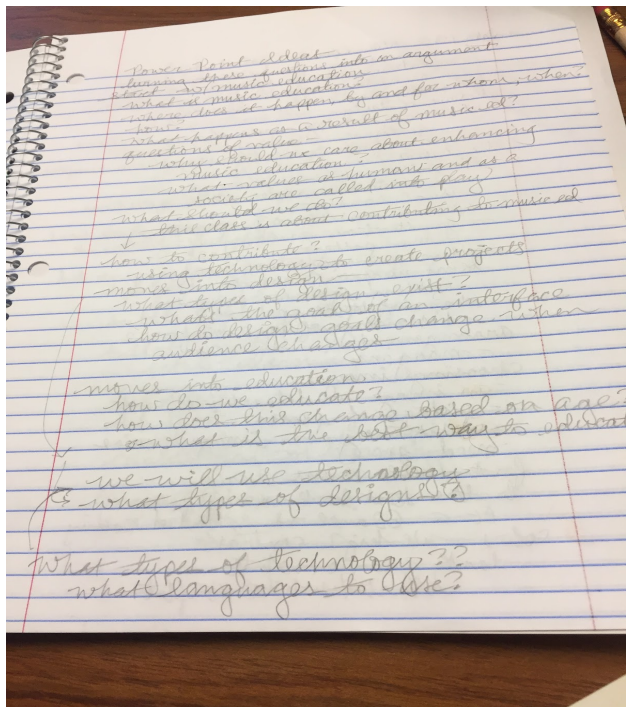 Power Point Ideas
turning these questions into an argument
start w/ music education
what is music education?
where does it happen, by and for whom, when?
how?
what happens as a result of music ed?
questions of value
why should we care about enhancing
music education?
what values as humans and as a
society are called into play
what should we do?
this class is about contributing to music ed
↓
how to contribute?
using technology to create projects
moves into design
what types of design exist?
whats the goal of an interface
how do design goals change when
audience changes
moves into education
how do we educate?
how does this change based on age?
what is the best way to educat
we will use technology
what types of designs?
what types of technology??
what languages to use?